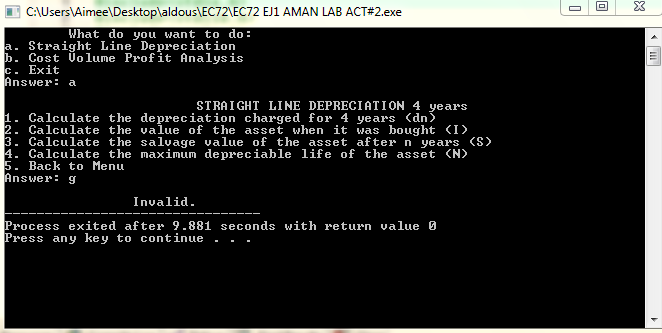 C:\Users\Aimee\Desktop\aldous\EC72\EC72 EJ1 AMAN LAB ACT#2.exe
What do you want to do:
a. Straight Line Depreciation
b. Cost Volume Profit Analysis
c. Exit
Answer: a
STRAIGHT LINE DEPRECIATION 4 years
1. Calculate the depreciation charged for 4 years (dn)
2. Calculate the value of the asset when it was bought (I)
3. Calculate the salvage value of the asset after n years (S)
4. Calculate the maximum depreciable life of the asset (N)
5. Back to Menu
Answer: g
Invalid.
--------------------------------
Process exited after 9.881 seconds with return value 0
Press any key to continue . . .